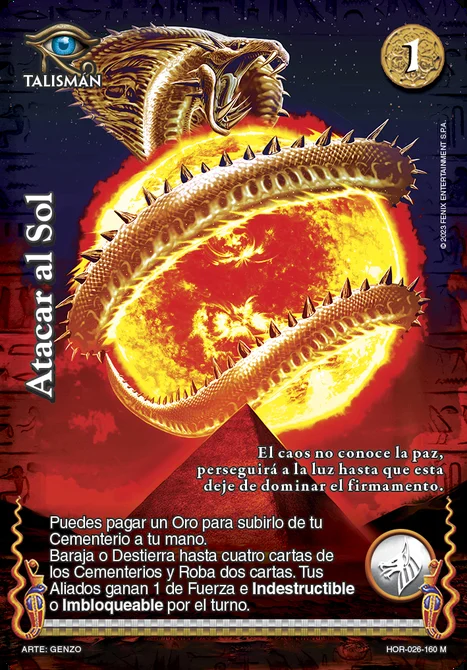 TALISMÁN
1
© 2023 FENIX ENTERTAINMENT S.P.A.
Atacar al Sol
El caos no conoce la paz,
perseguirá a la luz hasta que esta
deje de dominar el firmamento.
Puedes pagar un Oro para subirlo de tu
Cementerio a tu mano.
Baraja o Destierra hasta cuatro cartas de
los Cementerios y Roba dos cartas. Tus
Aliados ganan 1 de Fuerza e Indestructible
o Imbloqueable por el turno.
ARTE: GENZO
HOR-026-160 M